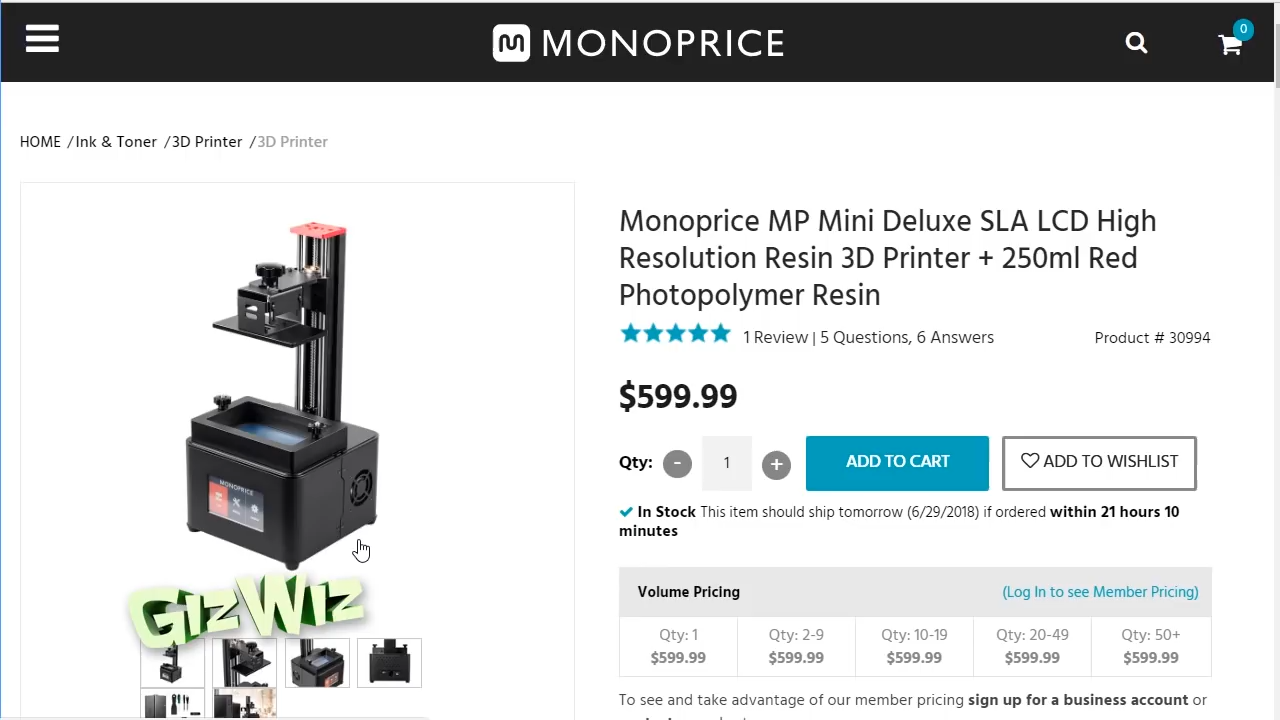 MONOPRICE
0
HOME / Ink & Toner / 3D Printer / 3D Printer
Monoprice MP Mini Deluxe SLA LCD High
Resolution Resin 3D Printer + 250ml Red
Photopolymer Resin
1 Review | 5 Questions, 6 Answers
Product # 30994
$599.99
Qty: - 1 +
ADD TO CART
ADD TO WISHLIST
In Stock This item should ship tomorrow (6/29/2018) if ordered within 21 hours 10
minutes
MONOPRICE
GIZWIZ
Volume Pricing
(Log In to see Member Pricing)
Qty: 1 Qty: 2-9 Qty: 10-19 Qty: 20-49 Qty: 50+
$599.99 $599.99 $599.99 $599.99 $599.99
To see and take advantage of our member pricing sign up for a business account or